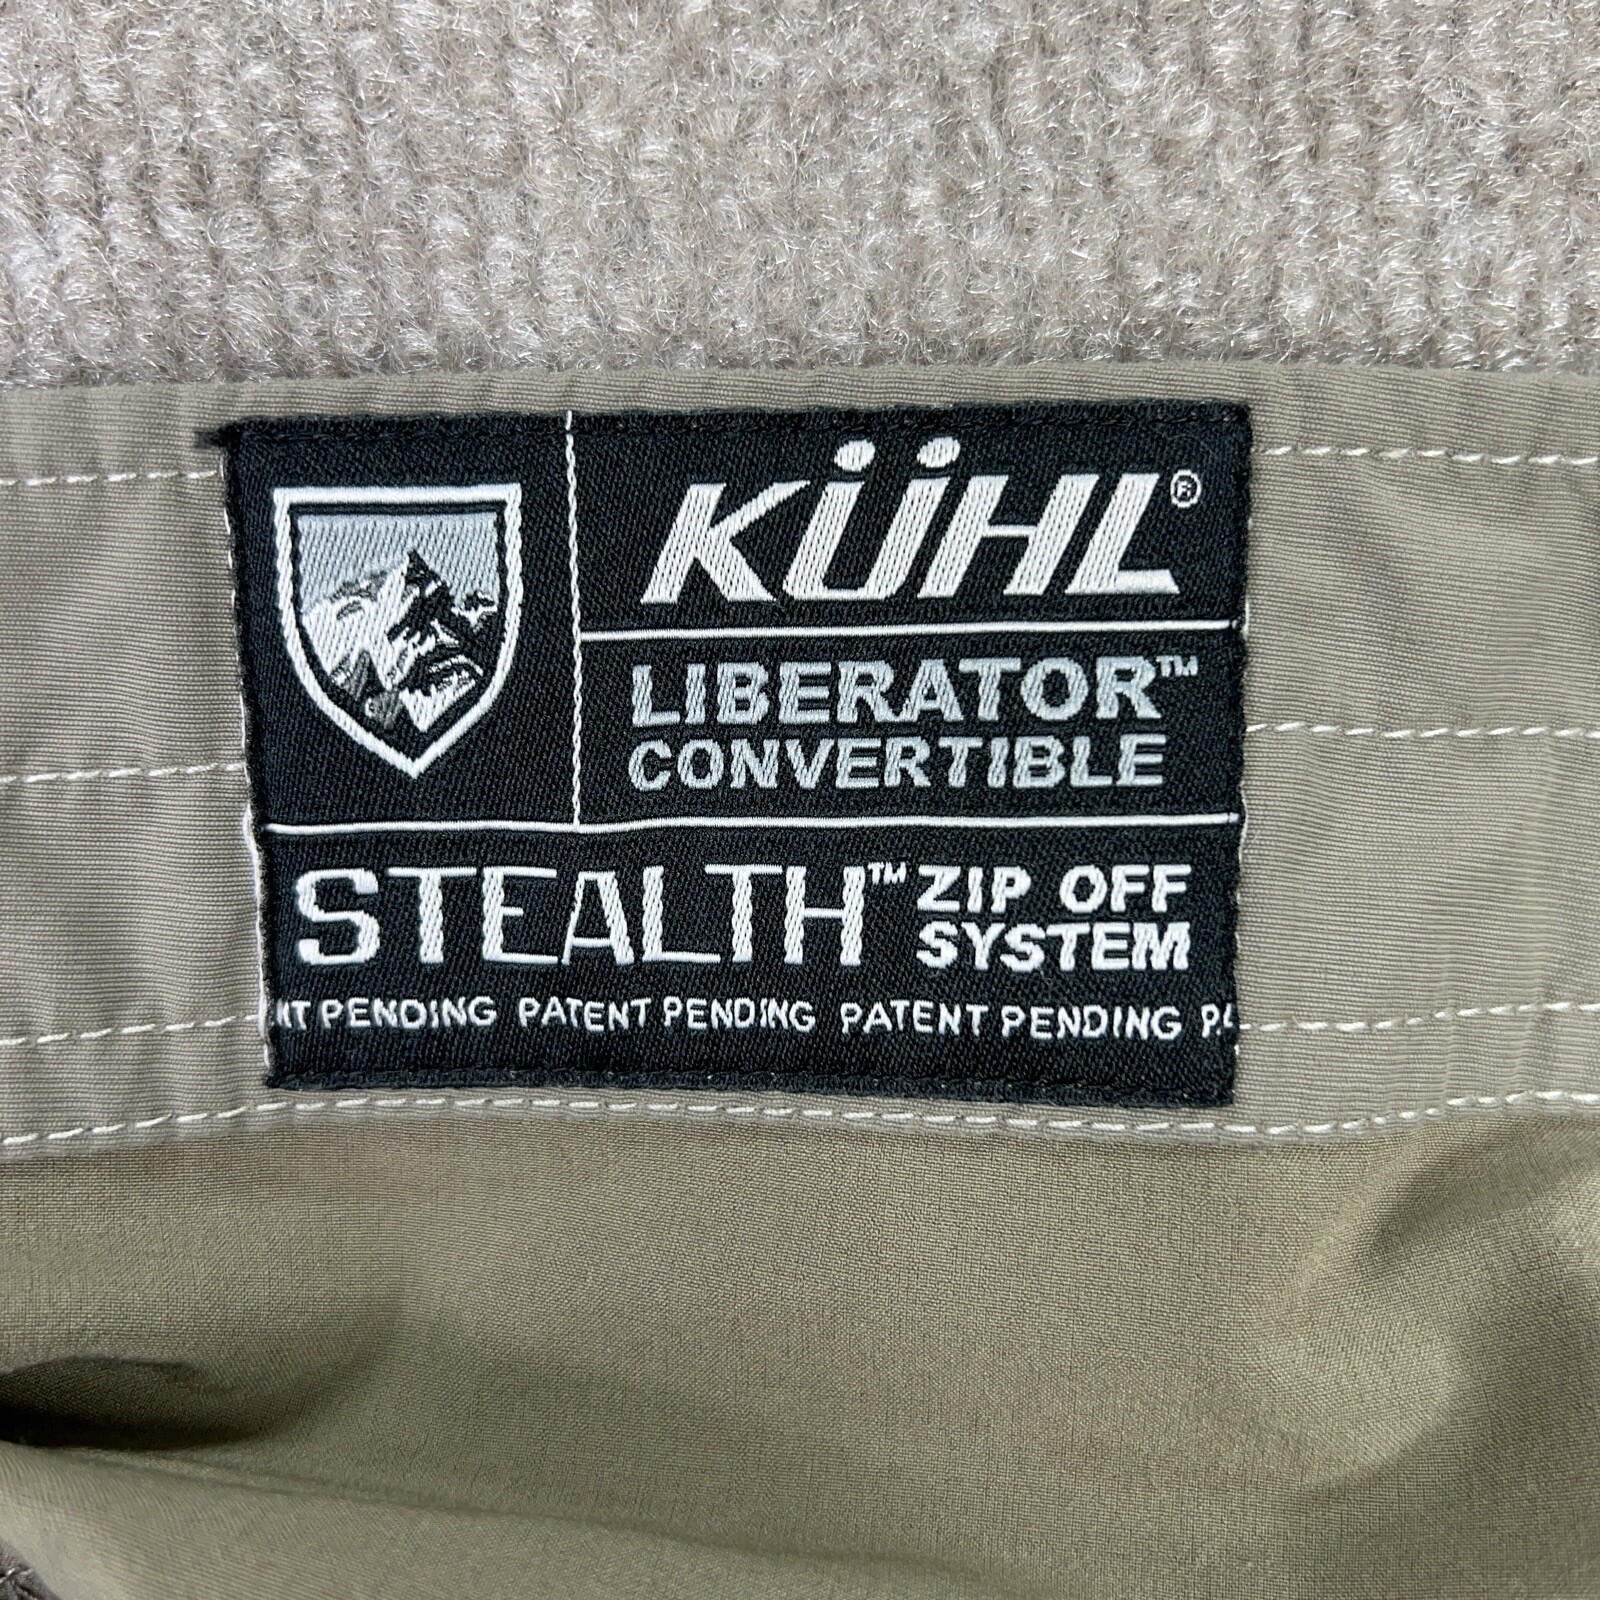 KÜHL®
LIBERATOR™
CONVERTIBLE
STEALTH™ ZIP OFF
SYSTEM
PENDING PATENT PENDING PATENT PENDING